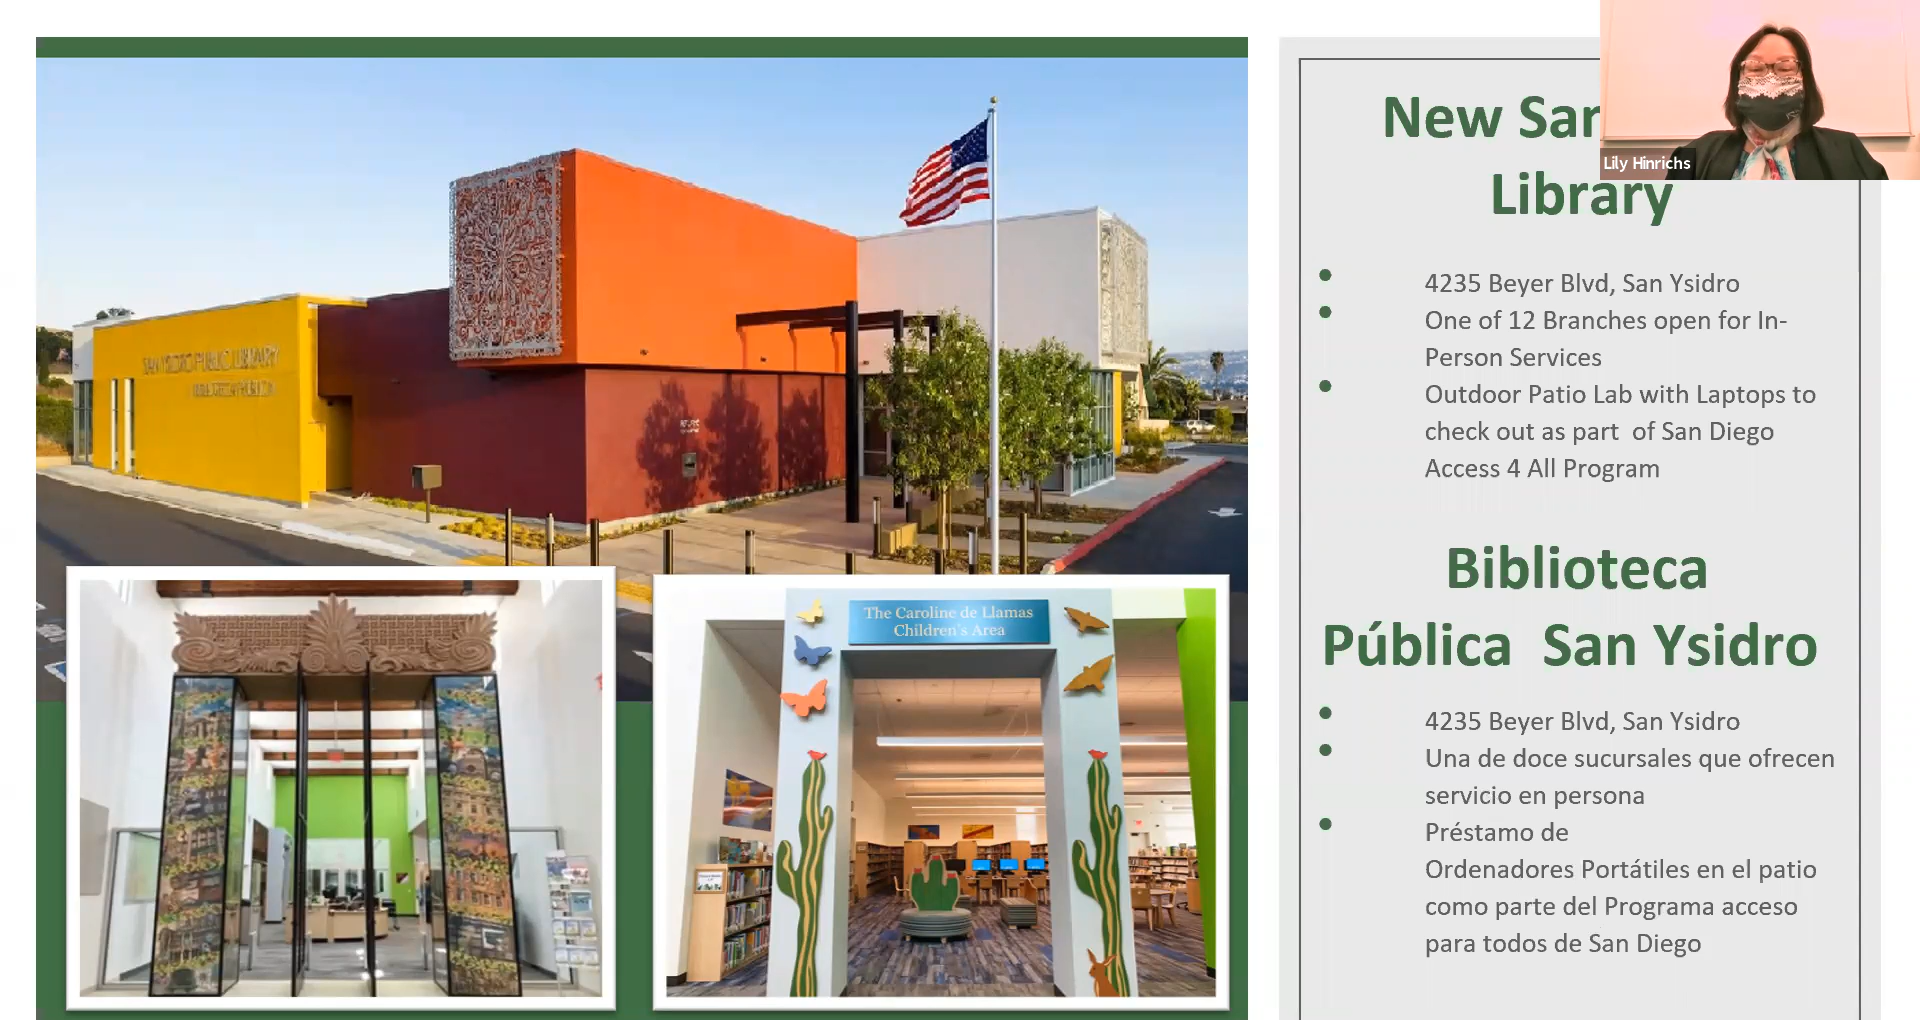 SAN YSIDRO PUBLIC LIBRARY
BIBLIOTECA PÚBLICA
The Caroline de Llamas
Children's Area
New San
Library
Lily Hinrichs
4235 Beyer Blvd, San Ysidro
One of 12 Branches open for In-
Person Services
Outdoor Patio Lab with Laptops to
check out as part of San Diego
Access 4 All Program
Biblioteca
Pública San Ysidro
4235 Beyer Blvd, San Ysidro
Una de doce sucursales que ofrecen
servicio en persona
Préstamo de
Ordenadores Portátiles en el patio
como parte del Programa acceso
para todos de San Diego